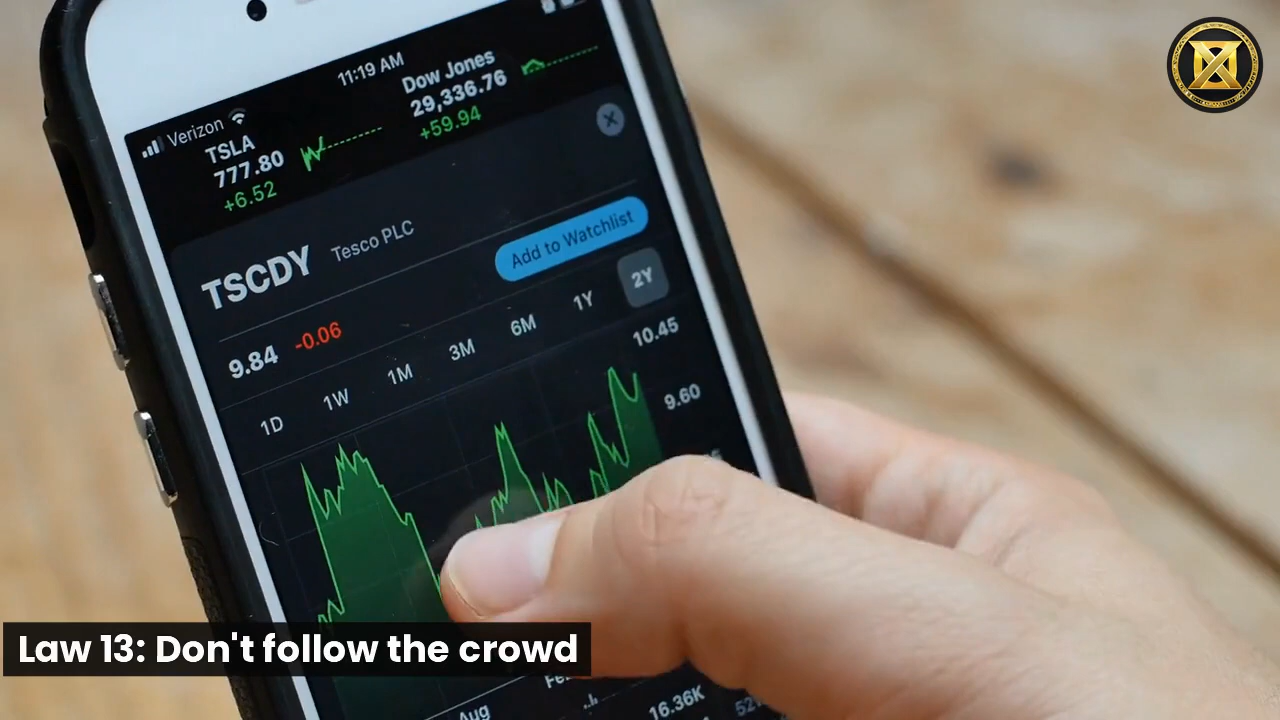 11:19 AM
Verizon
TSLA
777.80
+6.52
Dow Jones
29,336.76
+59.94
TSCDY Tesco PLC
Add to Watchlist
9.84 -0.06
1D 1W 1M 3M 6M 1Y 2Y
10.45
9.60
Law 13: Don't follow the crowd
Aug
16.36K